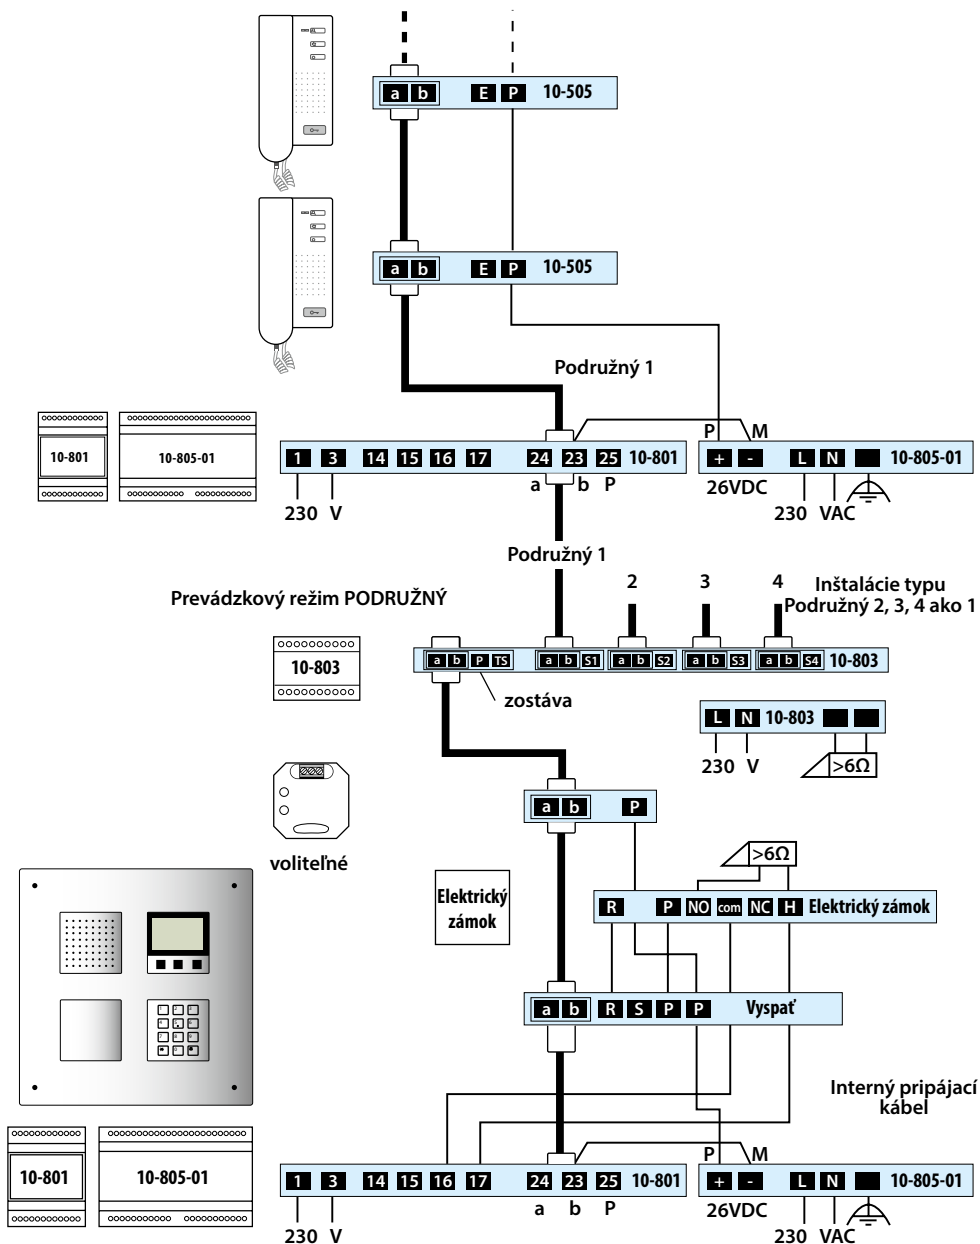 a b E P 10-505
a b E P 10-505
Podružný 1
P M
10-801 10-805-01
1 3 14 15 16 17 24 23 25 10-801
+ - L N 10-805-01
a b P
26VDC
230 V
230 VAC
Podružný 1
2 3 4
Inštalácie typu
Podružný 2, 3, 4 ako 1
Prevádzkový režim PODRUŽNÝ
10-803
a b P TS a b S1 a b S2 a b S3 a b S4 10-803
zostáva
L N 10-803
230 V
>6Ω
a b P
voliteľné
>6Ω
Elektrický
zámok
R P NO com NC H Elektrický zámok
a b R S P P Vyspať
Interný pripájací
kábel
P M
10-801 10-805-01
1 3 14 15 16 17 24 23 25 10-801
+ - L N 10-805-01
a b P
26VDC
230 V
230 VAC